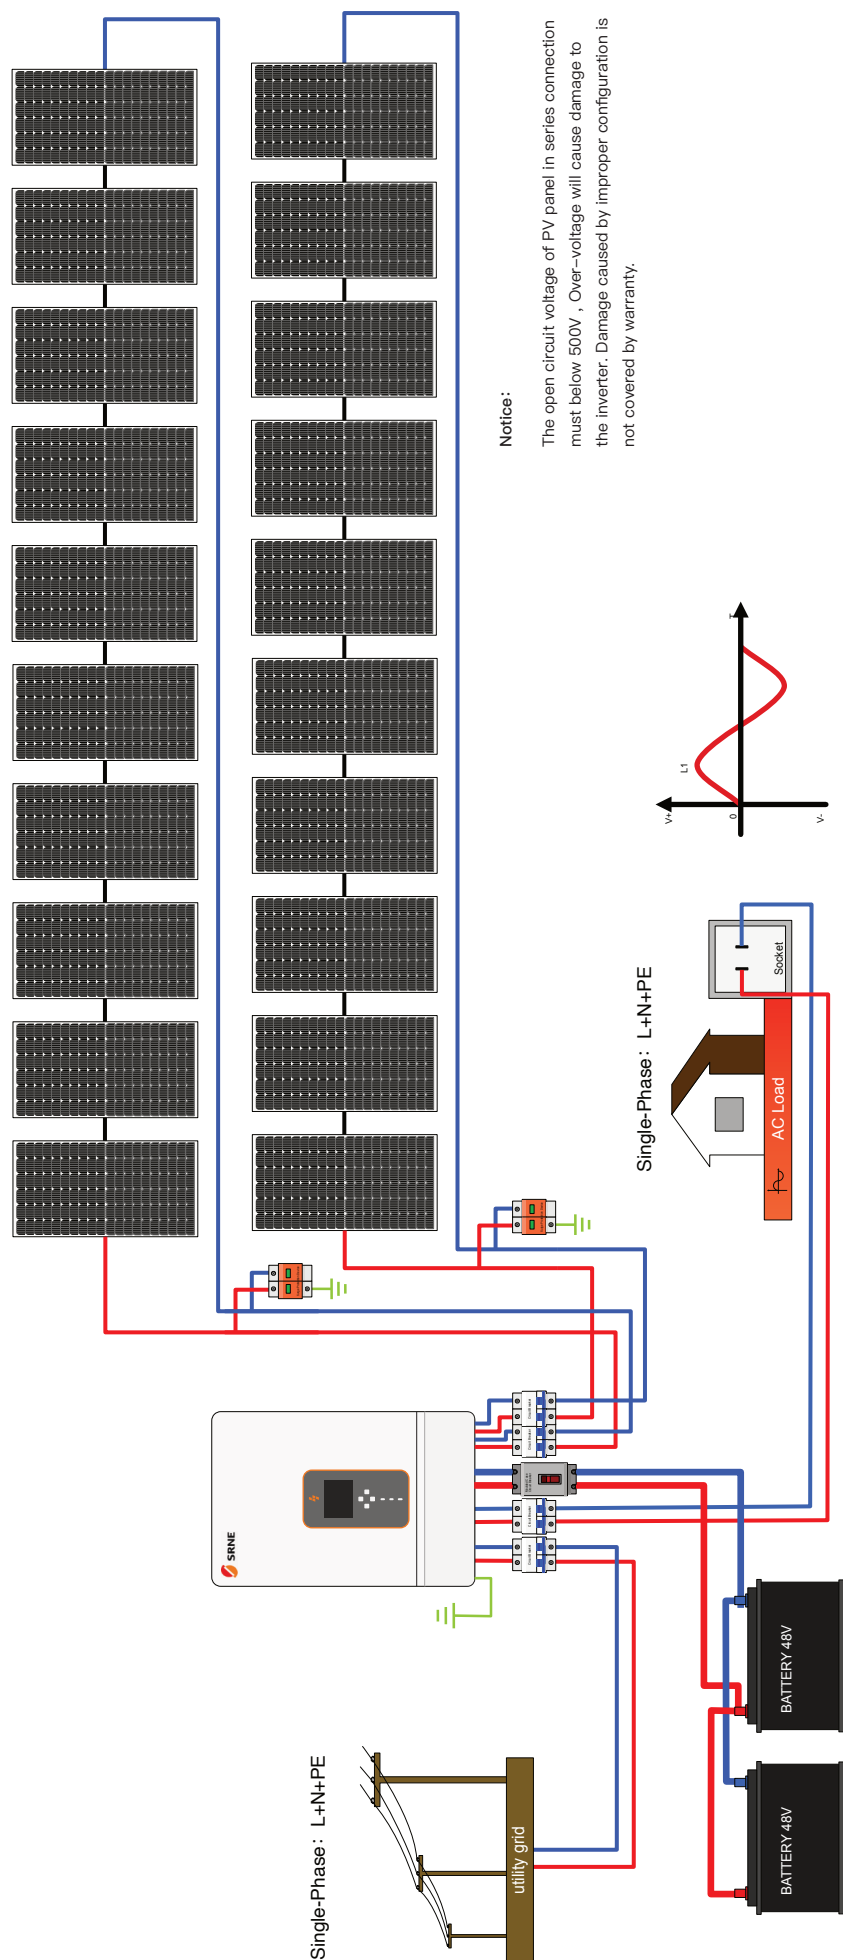 Notice:
The open circuit voltage of PV panel in series connection
must below 500V , Over-voltage will cause damage to
the inverter. Damage caused by improper configuration is
not covered by warranty.
V+
L1
0
T
V-
Single-Phase: L+N+PE
Socket
AC Load
SRNE
Single-Phase: L+N+PE
utility grid
BATTERY 48V
BATTERY 48V